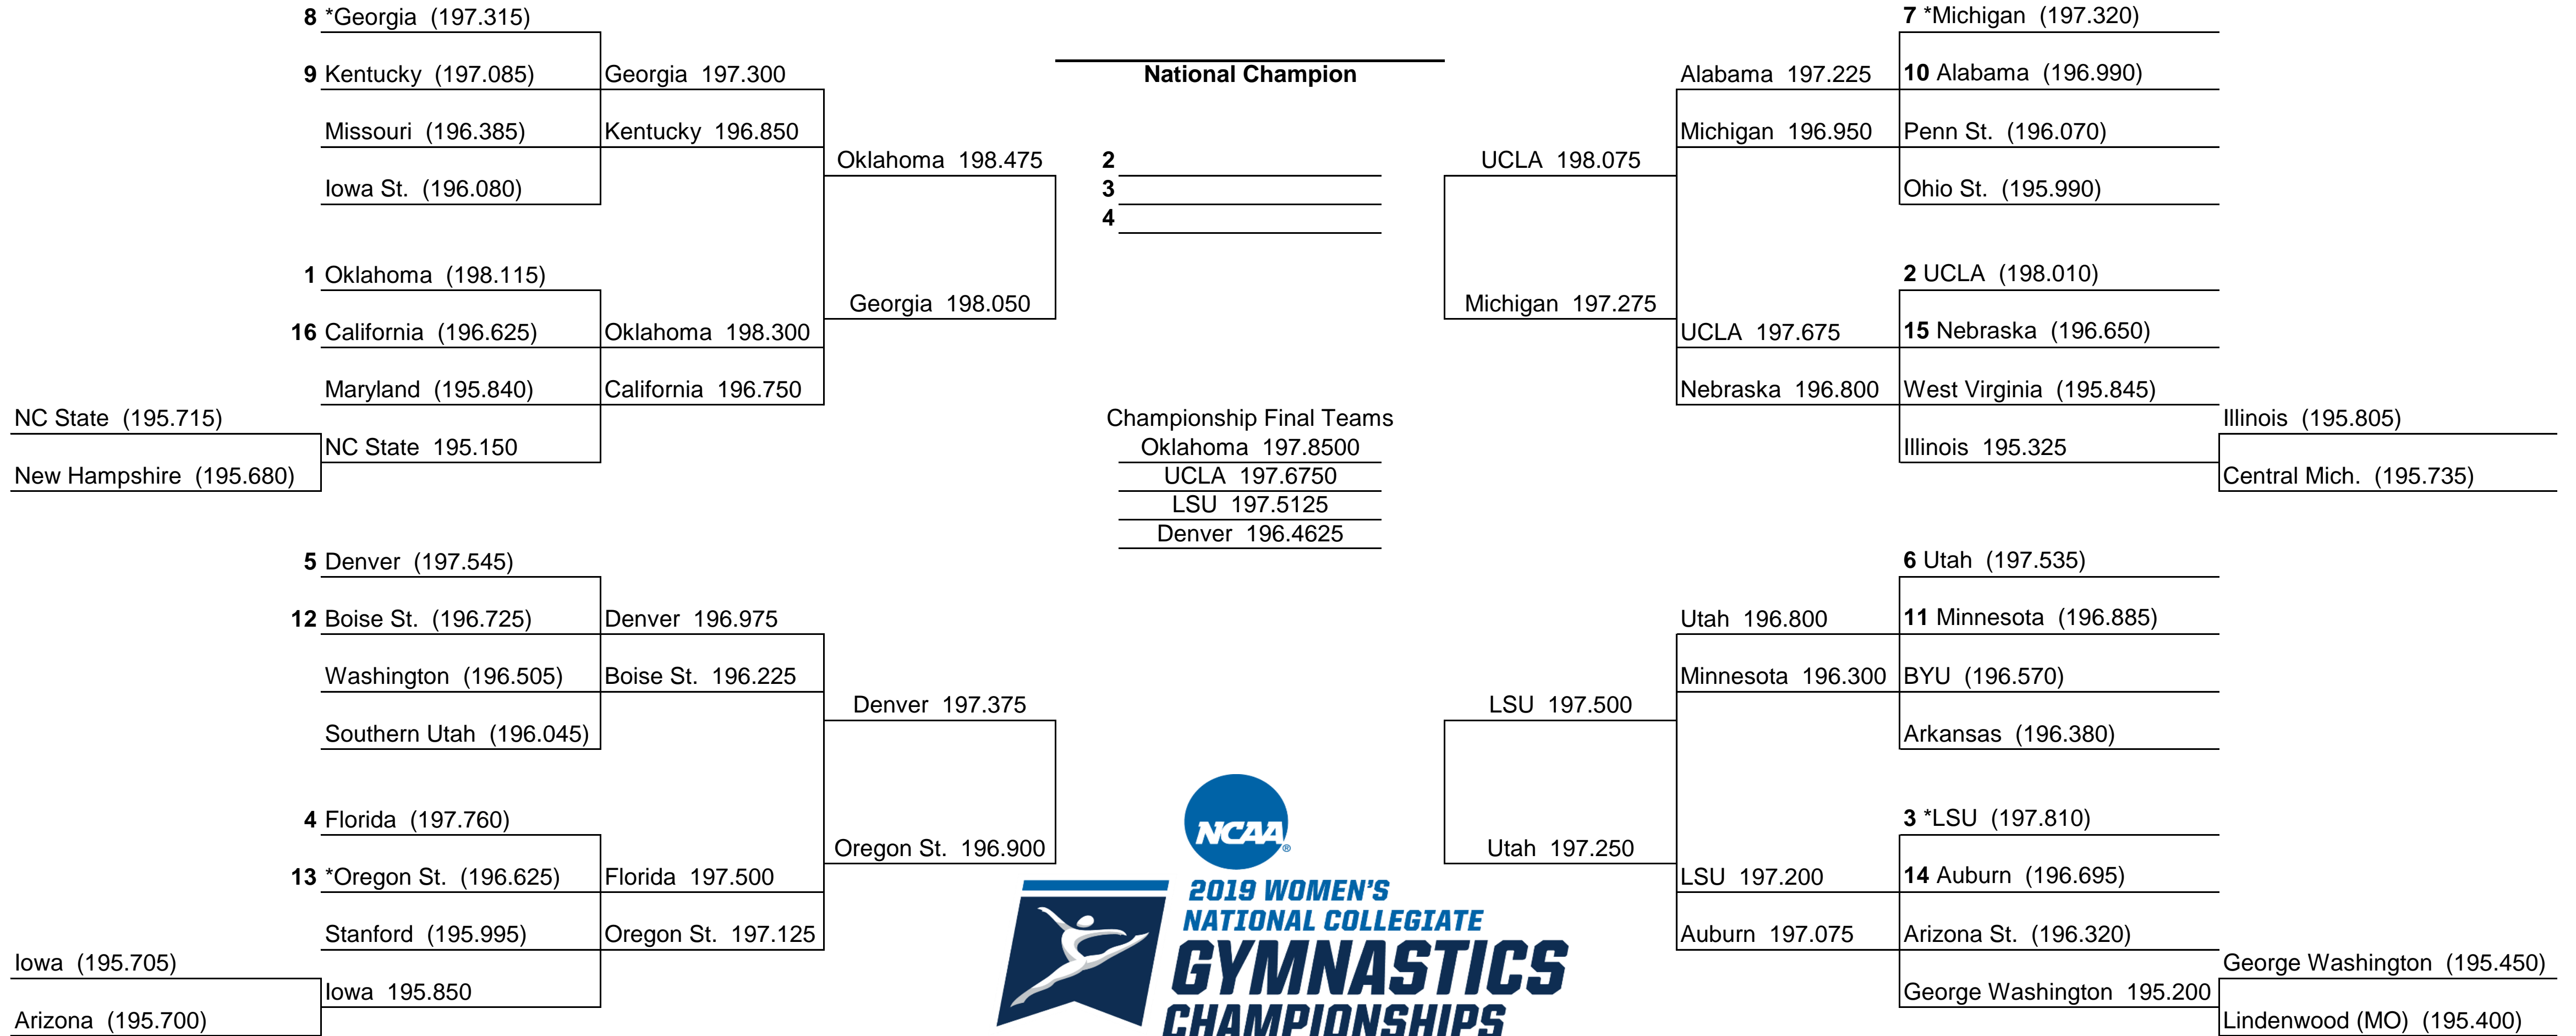 8 *Georgia (197.315)
9 Kentucky (197.085)
Missouri (196.385)
Iowa St. (196.080)
1 Oklahoma (198.115)
16 California (196.625)
Maryland (195.840)
NC State (195.715)
New Hampshire (195.680)
NC State 195.150
5 Denver (197.545)
12 Boise St. (196.725)
Washington (196.505)
Southern Utah (196.045)
4 Florida (197.760)
13 *Oregon St. (196.625)
Stanford (195.995)
Iowa (195.705)
Arizona (195.700)
Iowa 195.850
Georgia 197.300
Kentucky 196.850
Oklahoma 198.300
California 196.750
Denver 196.975
Boise St. 196.225
Florida 197.500
Oregon St. 197.125
Oklahoma 198.475
Georgia 198.050
Denver 197.375
Oregon St. 196.900
National Champion
2
3
4
Championship Final Teams
Oklahoma 197.8500
UCLA 197.6750
LSU 197.5125
Denver 196.4625
NCAA®
2019 WOMEN'S
NATIONAL COLLEGIATE
GYMNASTICS
CHAMPIONSHIPS
UCLA 198.075
Michigan 197.275
LSU 197.500
Utah 197.250
Alabama 197.225
Michigan 196.950
UCLA 197.675
Nebraska 196.800
Utah 196.800
Minnesota 196.300
LSU 197.200
Auburn 197.075
7 *Michigan (197.320)
10 Alabama (196.990)
Penn St. (196.070)
Ohio St. (195.990)
2 UCLA (198.010)
15 Nebraska (196.650)
West Virginia (195.845)
Illinois 195.325
Illinois (195.805)
Central Mich. (195.735)
6 Utah (197.535)
11 Minnesota (196.885)
BYU (196.570)
Arkansas (196.380)
3 *LSU (197.810)
14 Auburn (196.695)
Arizona St. (196.320)
George Washington 195.200
George Washington (195.450)
Lindenwood (MO) (195.400)